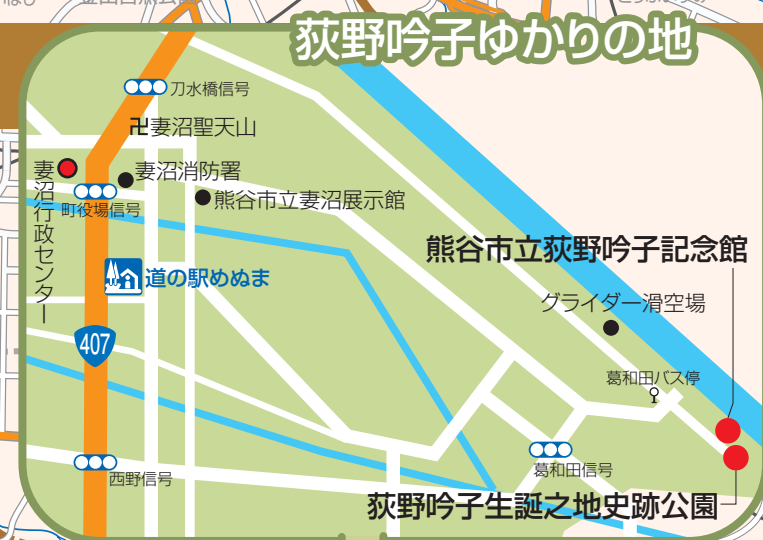 荻野吟子ゆかりの地
刀水橋信号
卍妻沼聖天山
妻沼消防署
妻沼行政センター
町役場信号
熊谷市立妻沼展示館
熊谷市立荻野吟子記念館
道の駅めぬま
グライダー滑空場
407
葛和田バス停
葛和田信号
西野信号
荻野吟子生誕之地史跡公園